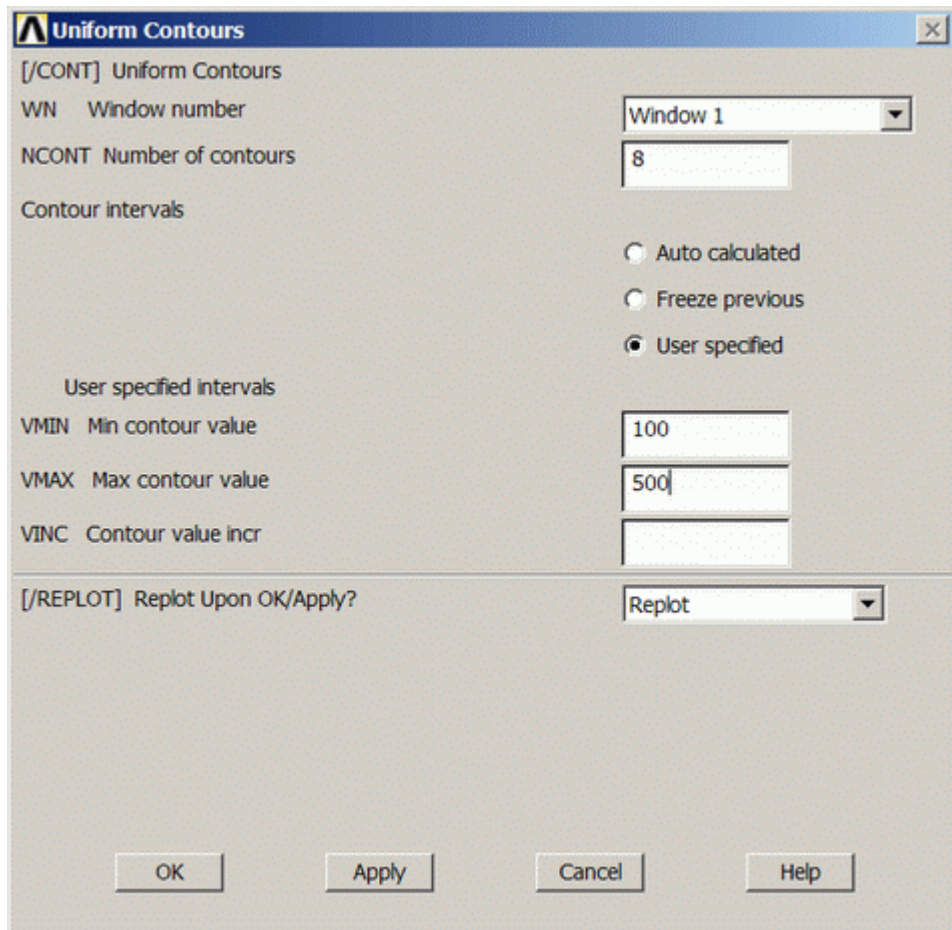 Uniform Contours
[/CONT] Uniform Contours
WN Window number Window 1
NCONT Number of contours 8
Contour intervals
Auto calculated
Freeze previous
User specified
User specified intervals
VMIN Min contour value 100
VMAX Max contour value 500
VINC Contour value incr
[/REPLOT] Replot Upon OK/Apply? Replot
OK Apply Cancel Help